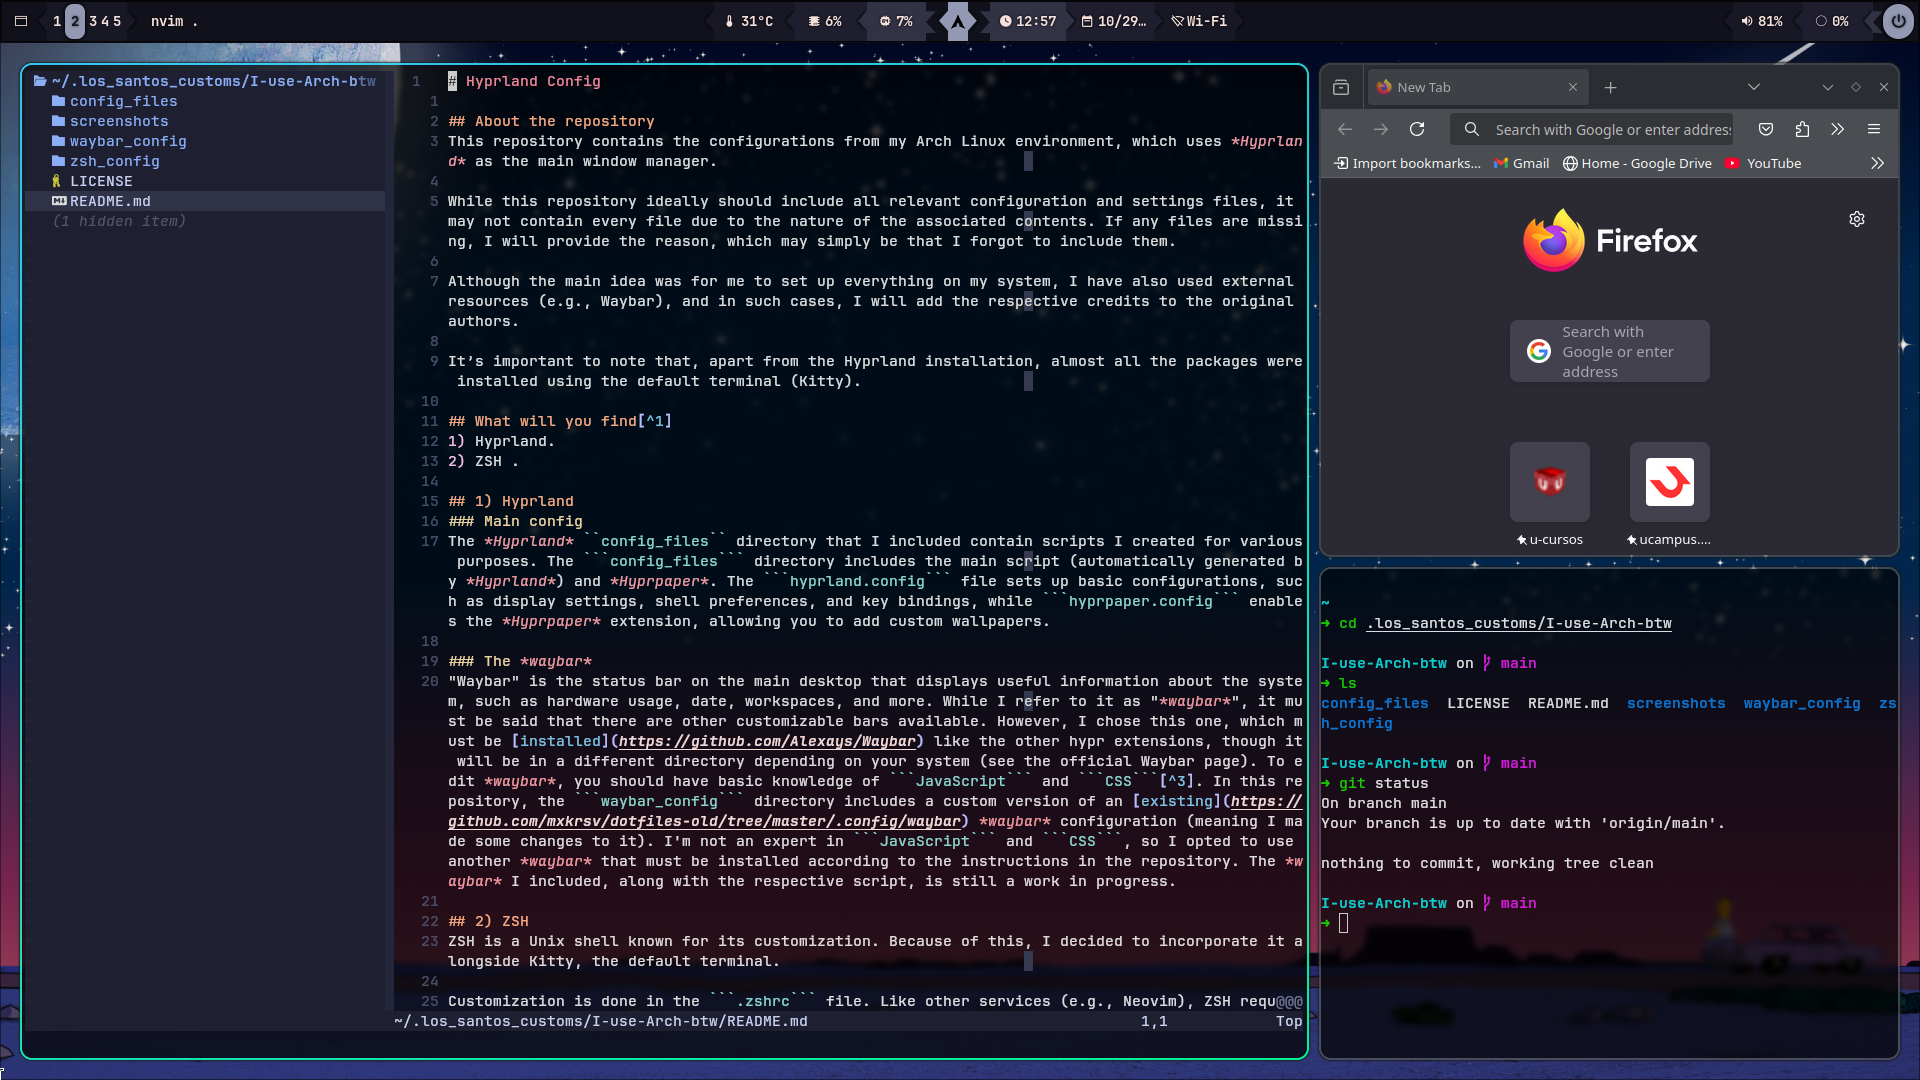 1 2 3 4 5 nvim . 31°C 6% 7% 12:57 10/29… Wi-Fi 81% 0%
~/.los_santos_customs/I-use-Arch-btw
config_files
screenshots
waybar_config
zsh_config
LICENSE
README.md
(1 hidden item)
1 # Hyprland Config
1
2 ## About the repository
3 This repository contains the configurations from my Arch Linux environment, which uses *Hyprlan
d* as the main window manager.
4
5 While this repository ideally should include all relevant configuration and settings files, it
may not contain every file due to the nature of the associated contents. If any files are missi
ng, I will provide the reason, which may simply be that I forgot to include them.
6
7 Although the main idea was for me to set up everything on my system, I have also used external
resources (e.g., Waybar), and in such cases, I will add the respective credits to the original
authors.
8
9 It’s important to note that, apart from the Hyprland installation, almost all the packages were
installed using the default terminal (Kitty).
10
11 ## What will you find[^1]
12 1) Hyprland.
13 2) ZSH .
14
15 ## 1) Hyprland
16 ### Main config
17 The *Hyprland* ``config_files`` directory that I included contain scripts I created for various
purposes. The ```config_files``` directory includes the main script (automatically generated b
y *Hyprland*) and *Hyprpaper*. The ```hyprland.config``` file sets up basic configurations, suc
h as display settings, shell preferences, and key bindings, while ```hyprpaper.config``` enable
s the *Hyprpaper* extension, allowing you to add custom wallpapers.
18
19 ### The *waybar*
20 "Waybar" is the status bar on the main desktop that displays useful information about the syste
m, such as hardware usage, date, workspaces, and more. While I refer to it as "*waybar*", it mu
st be said that there are other customizable bars available. However, I chose this one, which m
ust be [installed](https://github.com/Alexays/Waybar) like the other hypr extensions, though it
will be in a different directory depending on your system (see the official Waybar page). To e
dit *waybar*, you should have basic knowledge of ```JavaScript``` and ```CSS```[^3]. In this re
pository, the ```waybar_config``` directory includes a custom version of an [existing](https://
github.com/mxkrsv/dotfiles-old/tree/master/.config/waybar) *waybar* configuration (meaning I ma
de some changes to it). I'm not an expert in ```JavaScript``` and ```CSS```, so I opted to use
another *waybar* that must be installed according to the instructions in the repository. The *w
aybar* I included, along with the respective script, is still a work in progress.
21
22 ## 2) ZSH
23 ZSH is a Unix shell known for its customization. Because of this, I decided to incorporate it a
longside Kitty, the default terminal.
24
25 Customization is done in the ```.zshrc``` file. Like other services (e.g., Neovim), ZSH requ@@@
~/.los_santos_customs/I-use-Arch-btw/README.md 1,1 Top
New Tab
Search with Google or enter address
Import bookmarks... Gmail Home - Google Drive YouTube
Firefox
Search with
Google or enter
address
u-cursos ucampus....
~
➜ cd .los_santos_customs/I-use-Arch-btw
I-use-Arch-btw on main
➜ ls
config_files LICENSE README.md screenshots waybar_config zs
h_config
I-use-Arch-btw on main
➜ git status
On branch main
Your branch is up to date with 'origin/main'.
nothing to commit, working tree clean
I-use-Arch-btw on main
➜